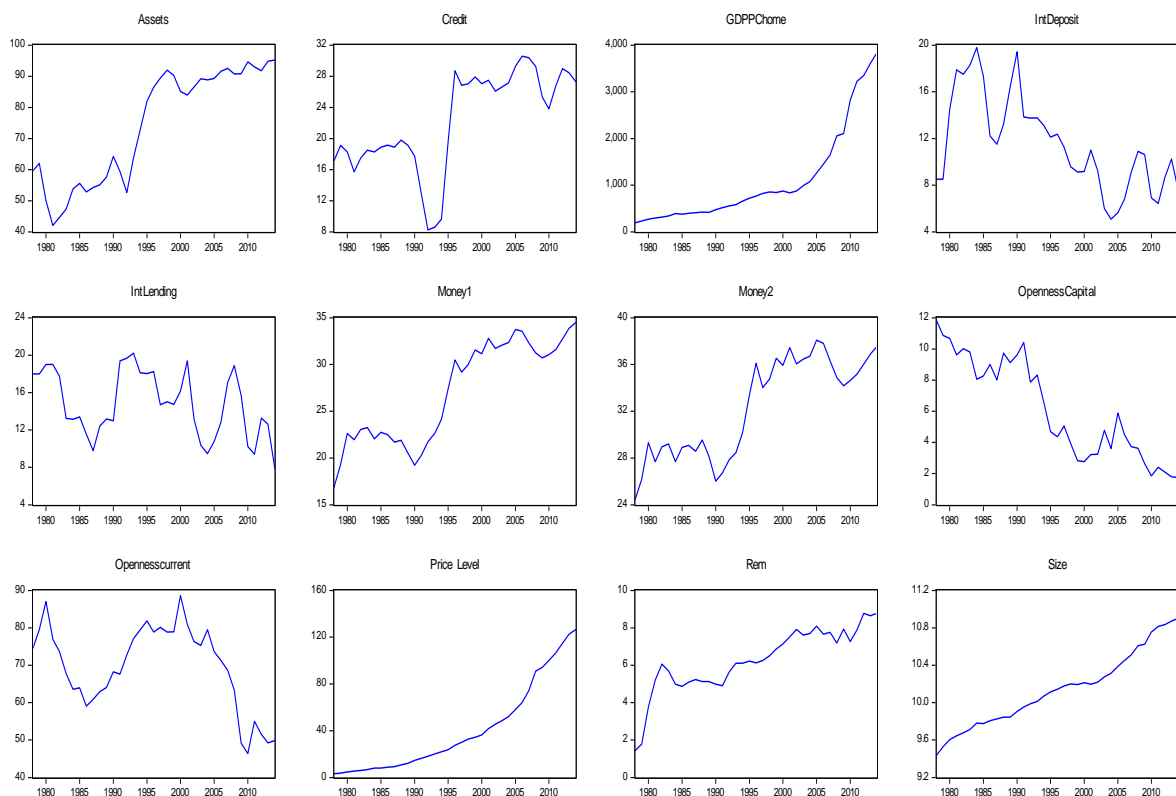 Assets
Credit
GDPPChome
IntDeposit
100
90
80
70
60
50
40
1980 1985 1990 1995 2000 2005 2010
32
28
24
20
16
12
8
1980 1985 1990 1995 2000 2005 2010
4,000
3,000
2,000
1,000
0
1980 1985 1990 1995 2000 2005 2010
20
16
12
8
4
1980 1985 1990 1995 2000 2005 2010
IntLending
Money1
Money2
OpennessCapital
24
20
16
12
8
4
1980 1985 1990 1995 2000 2005 2010
35
30
25
20
15
1980 1985 1990 1995 2000 2005 2010
40
36
32
28
24
1980 1985 1990 1995 2000 2005 2010
12
10
8
6
4
2
0
1980 1985 1990 1995 2000 2005 2010
Opennesscurrent
Price Level
Rem
Size
90
80
70
60
50
40
1980 1985 1990 1995 2000 2005 2010
160
120
80
40
0
1980 1985 1990 1995 2000 2005 2010
10
8
6
4
2
0
1980 1985 1990 1995 2000 2005 2010
11.2
10.8
10.4
10.0
9.6
9.2
1980 1985 1990 1995 2000 2005 2010